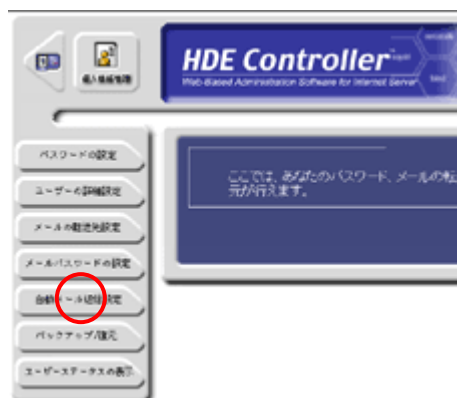 個人情報管理
HDE Controller
Web-Based Administration Software for Internet Server
パスワードの設定
ユーザーの詳細設定
メールの転送先設定
メールパスワードの設定
自動メール返信設定
バックアップ/復元
ユーザーステータスの表示
ここでは、あなたのパスワード、メールの転
元が行えます。